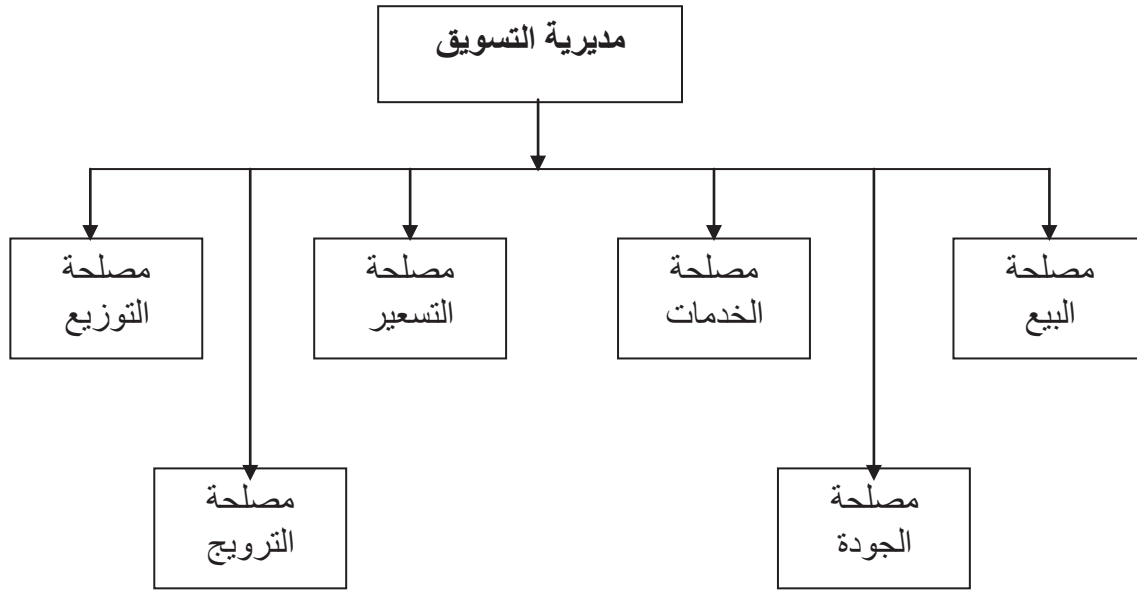 مديرية التسويق
مصلحة
البيع
مصلحة
الخدمات
مصلحة
التسعير
مصلحة
التوزيع
مصلحة
الجودة
مصلحة
الترويج